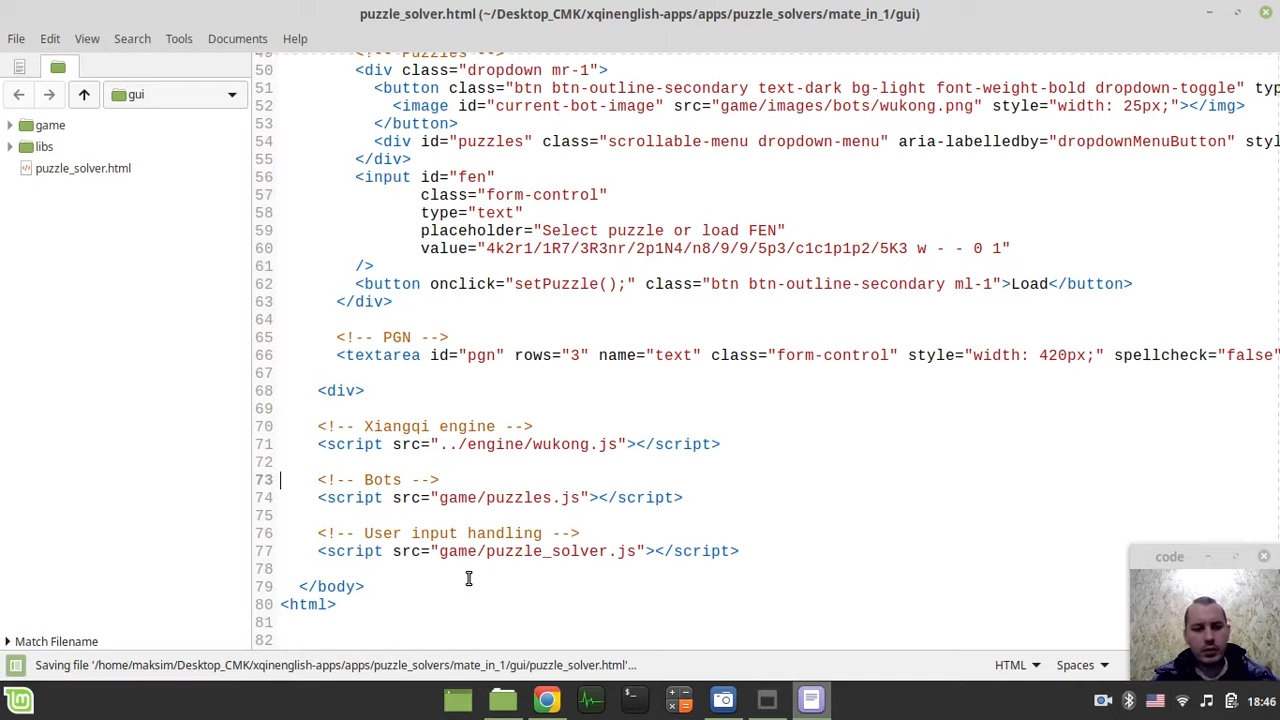 puzzle_solver.html (~/Desktop_CMK/xqinenglish-apps/apps/puzzle_solvers/mate_in_1/gui)
File Edit View Search Tools Documents Help
gui
game
libs
puzzle_solver.html
Match Filename
49 <!-- Puzzles -->
50 <div class="dropdown mr-1">
51 <button class="btn btn-outline-secondary text-dark bg-light font-weight-bold dropdown-toggle" typ
52 <image id="current-bot-image" src="game/images/bots/wukong.png" style="width: 25px;"></img>
53 </button>
54 <div id="puzzles" class="scrollable-menu dropdown-menu" aria-labelledby="dropdownMenuButton" styl
55 </div>
56 <input id="fen"
57 class="form-control"
58 type="text"
59 placeholder="Select puzzle or load FEN"
60 value="4k2r1/1R7/3R3nr/2p1N4/n8/9/9/5p3/c1c1p1p2/5K3 w - - 0 1"
61 />
62 <button onclick="setPuzzle();" class="btn btn-outline-secondary ml-1">Load</button>
63 </div>
64
65 <!-- PGN -->
66 <textarea id="pgn" rows="3" name="text" class="form-control" style="width: 420px;" spellcheck="false"
67
68 <div>
69
70 <!-- Xiangqi engine -->
71 <script src="../engine/wukong.js"></script>
72
73 <!-- Bots -->
74 <script src="game/puzzles.js"></script>
75
76 <!-- User input handling -->
77 <script src="game/puzzle_solver.js"></script>
78
79 </body>
80 <html>
81
82
code
Saving file '/home/maksim/Desktop_CMK/xqinenglish-apps/apps/puzzle_solvers/mate_in_1/gui/puzzle_solver.html'...
HTML
Spaces
18:46